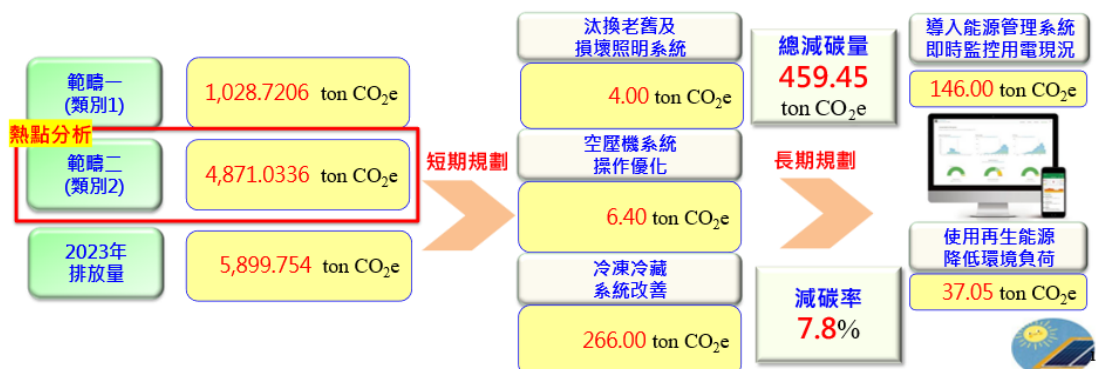 範疇一
(類別1)
1,028.7206 ton CO₂e
熱點分析
範疇二
(類別2)
4,871.0336 ton CO₂e
2023年
排放量
5,899.754 ton CO₂e
短期規劃
汰換老舊及
損壞照明系統
4.00 ton CO₂e
空壓機系統
操作優化
6.40 ton CO₂e
冷凍冷藏
系統改善
266.00 ton CO₂e
總減碳量
459.45
ton CO₂e
長期規劃
減碳率
7.8%
導入能源管理系統
即時監控用電現況
146.00 ton CO₂e
使用再生能源
降低環境負荷
37.05 ton CO₂e